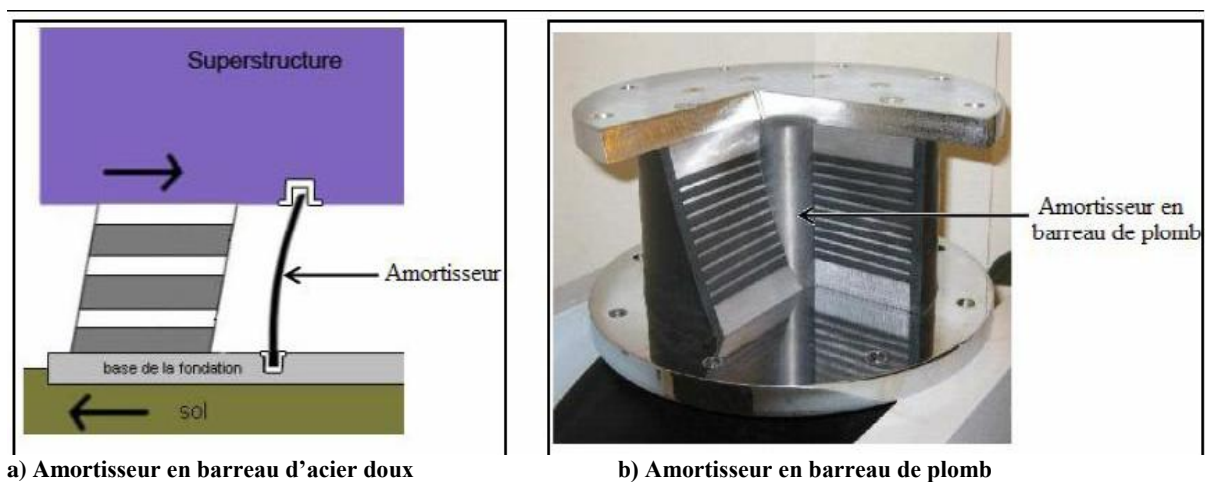 Superstructure
Amortisseur
base de la fondation
sol
Amortisseur en
barreau de plomb
a) Amortisseur en barreau d'acier doux
b) Amortisseur en barreau de plomb